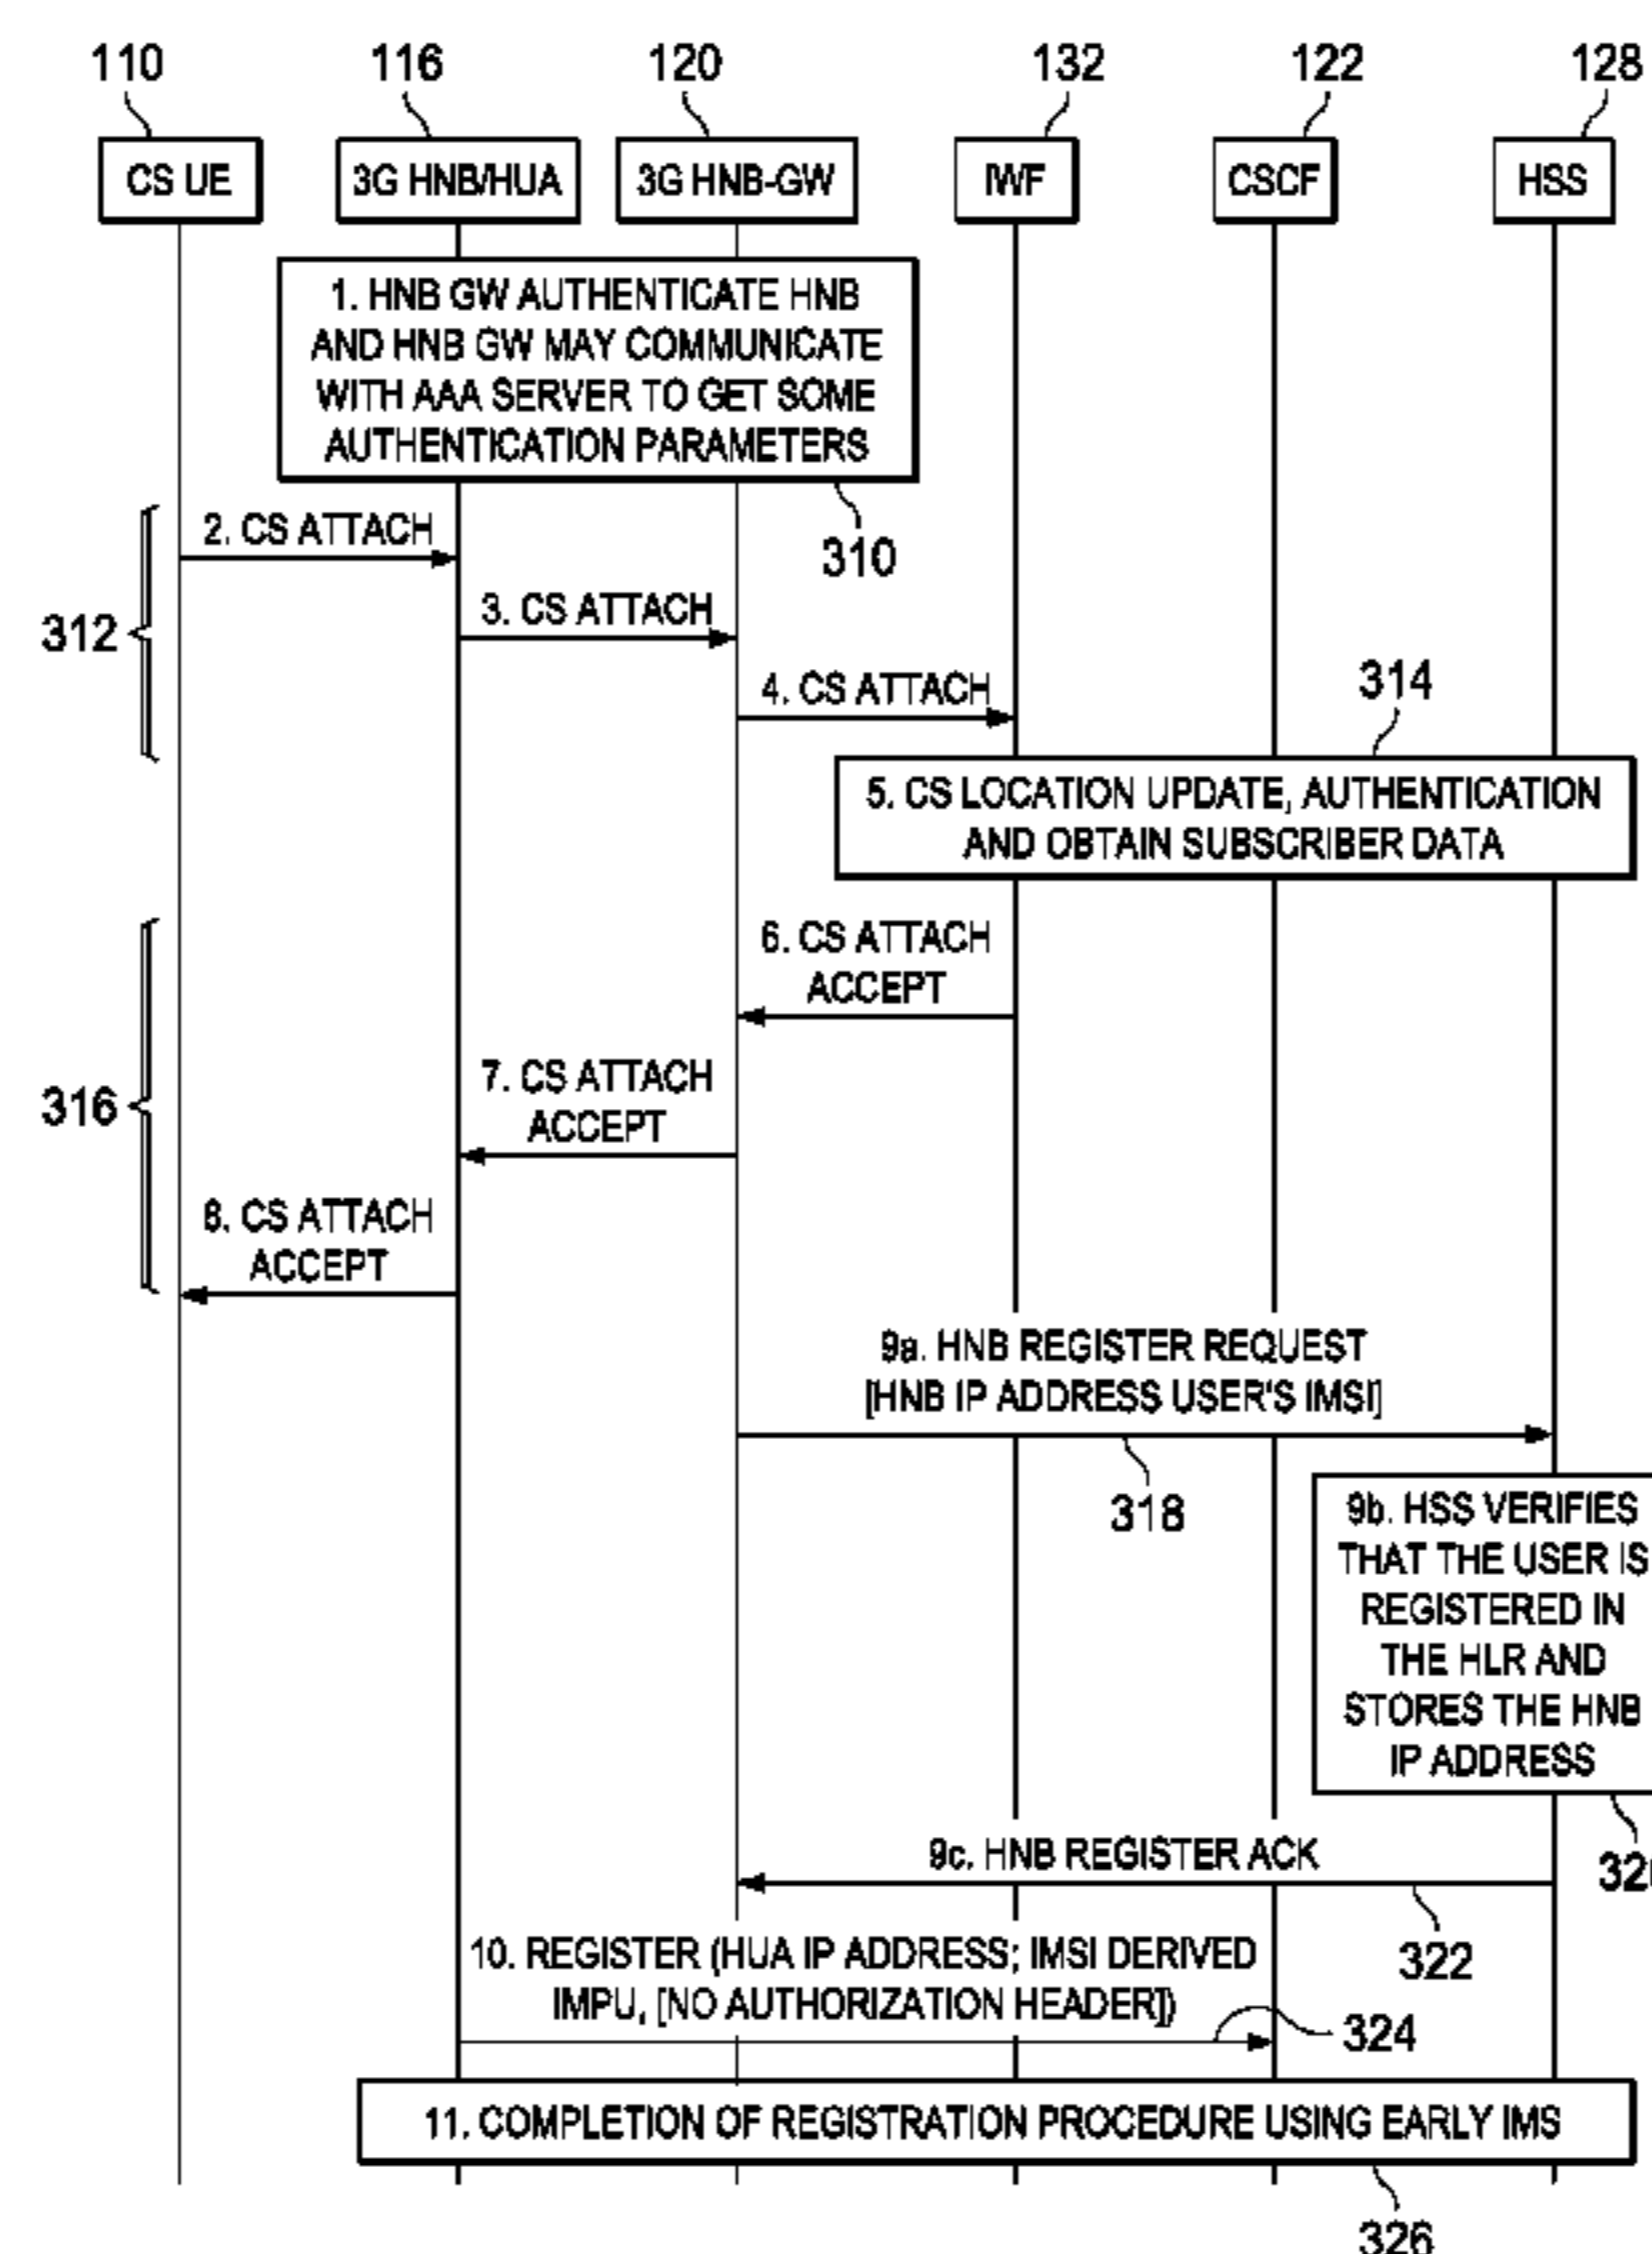 110 116 120 132 122 128
CS UE 3G HNB/HUA 3G HNB-GW IWF CSCF HSS
1. HNB GW AUTHENTICATE HNB
AND HNB GW MAY COMMUNICATE
WITH AAA SERVER TO GET SOME
AUTHENTICATION PARAMETERS
310
2. CS ATTACH
3. CS ATTACH
312
4. CS ATTACH
314
5. CS LOCATION UPDATE, AUTHENTICATION
AND OBTAIN SUBSCRIBER DATA
6. CS ATTACH
ACCEPT
7. CS ATTACH
ACCEPT
316
8. CS ATTACH
ACCEPT
9a. HNB REGISTER REQUEST
[HNB IP ADDRESS USER'S IMSI]
318
9b. HSS VERIFIES
THAT THE USER IS
REGISTERED IN
THE HLR AND
STORES THE HNB
IP ADDRESS
9c. HNB REGISTER ACK
322
10. REGISTER (HUA IP ADDRESS; IMSI DERIVED
IMPU, [NO AUTHORIZATION HEADER])
324
11. COMPLETION OF REGISTRATION PROCEDURE USING EARLY IMS
326